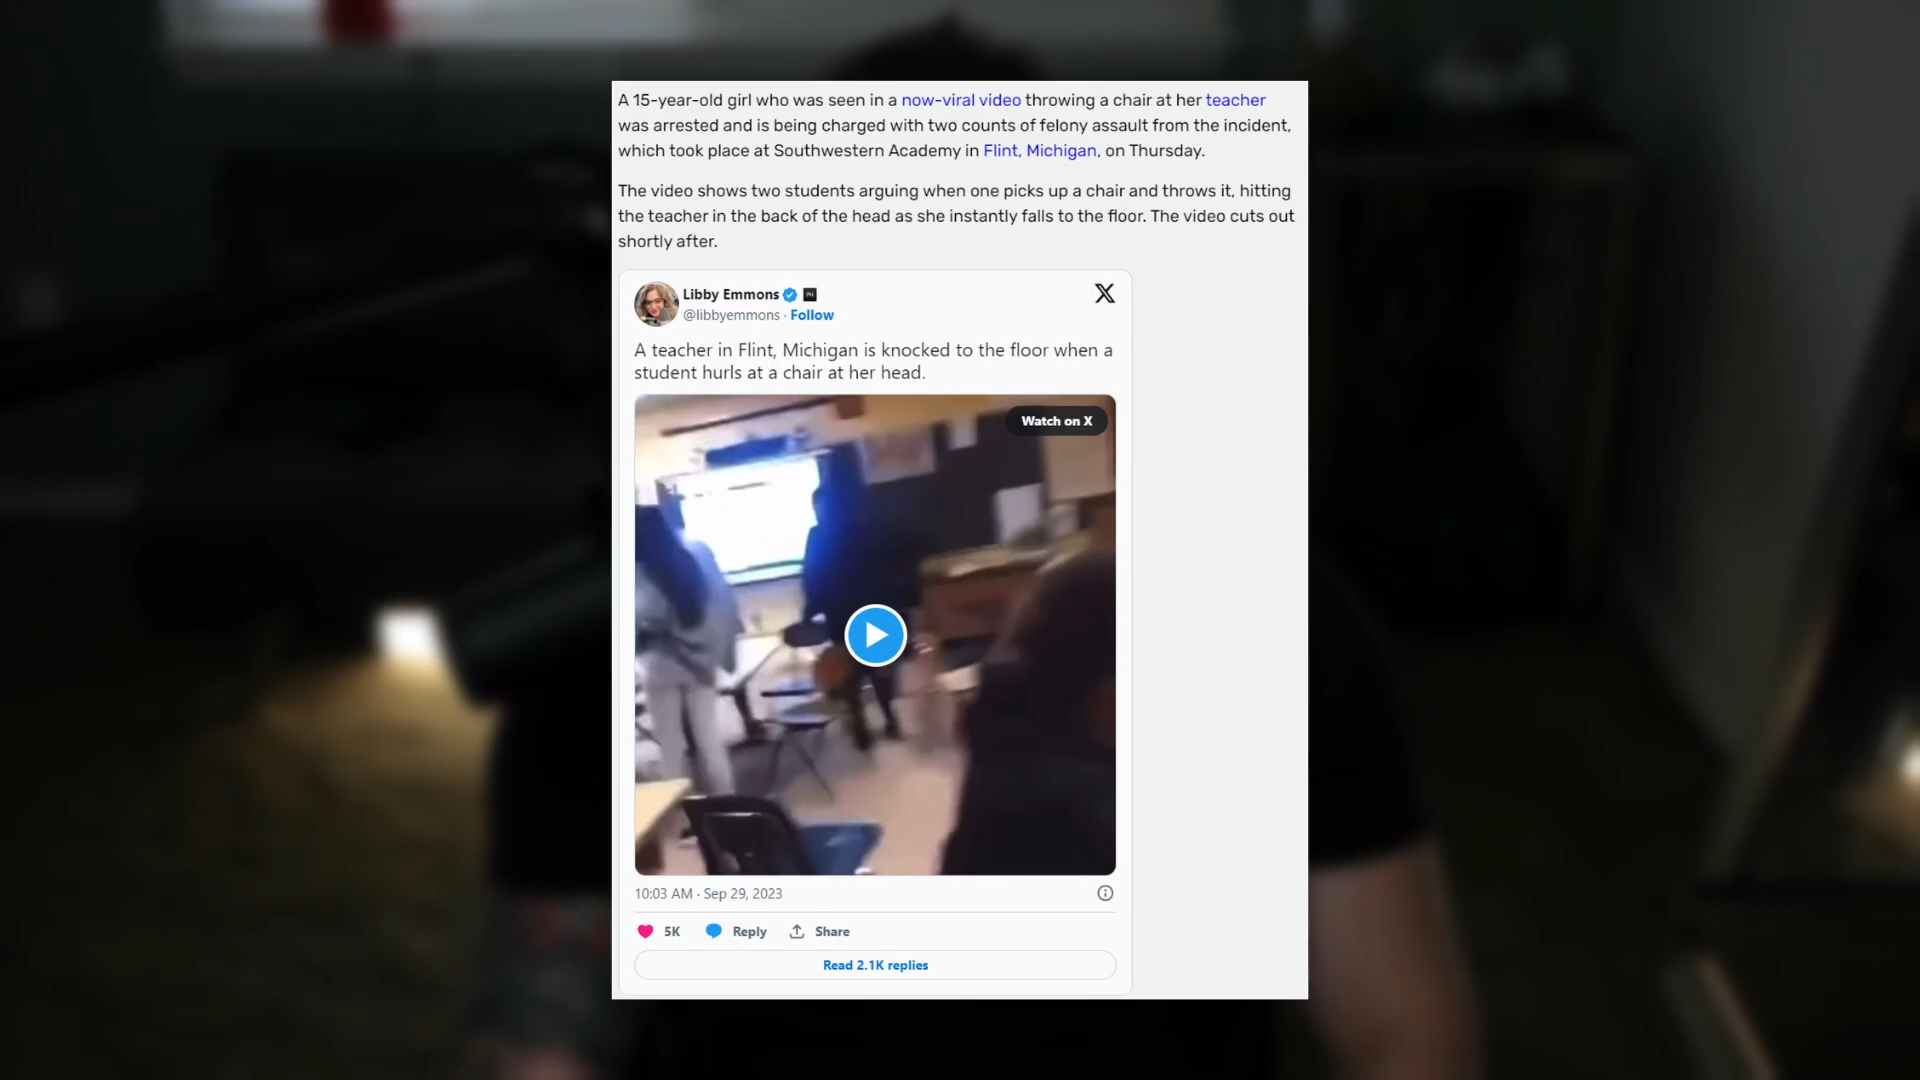 A 15-year-old girl who was seen in a now-viral video throwing a chair at her teacher
was arrested and is being charged with two counts of felony assault from the incident,
which took place at Southwestern Academy in Flint, Michigan, on Thursday.
The video shows two students arguing when one picks up a chair and throws it, hitting
the teacher in the back of the head as she instantly falls to the floor. The video cuts out
shortly after.
Libby Emmons
@libbyemmons · Follow
A teacher in Flint, Michigan is knocked to the floor when a
student hurls at a chair at her head.
Watch on X
10:03 AM · Sep 29, 2023
5K Reply Share
Read 2.1K replies